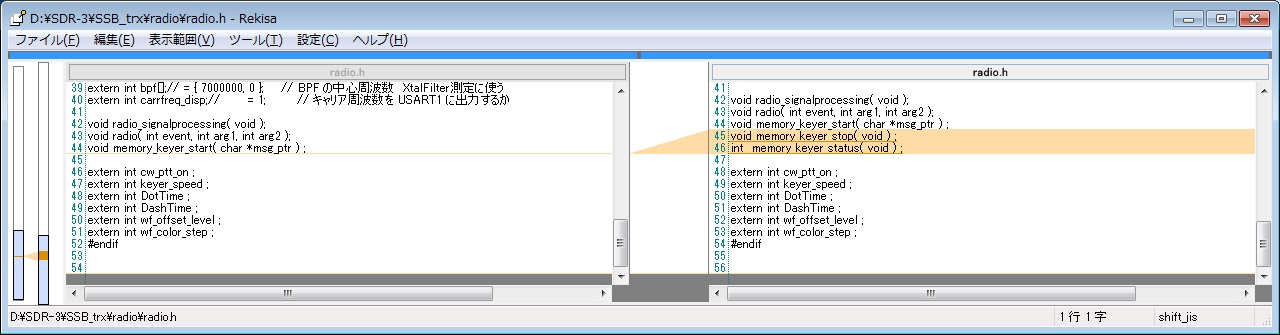 D:¥SDR-3¥SSB_trx¥radio¥radio.h - Rekisa
ファイル(F) 編集(E) 表示範囲(V) ツール(T) 設定(C) ヘルプ(H)
radio.h
39 extern int bpf[];// = { 7000000, 0 }; // BPF の中心周波数 XtalFilter測定に使う
40 extern int carrfreq_disp;// = 1; // キャリア周波数を USART1 に出力するか
41
42 void radio_signalprocessing( void );
43 void radio( int event, int arg1, int arg2 );
44 void memory_keyer_start( char *msg_ptr ) ;
45
46 extern int cw_ptt_on ;
47 extern int keyer_speed ;
48 extern int DotTime ;
49 extern int DashTime ;
50 extern int wf_offset_level ;
51 extern int wf_color_step ;
52 #endif
53
54
radio.h
41
42 void radio_signalprocessing( void );
43 void radio( int event, int arg1, int arg2 );
44 void memory_keyer_start( char *msg_ptr ) ;
45 void memory_keyer_stop( void ) ;
46 int memory_keyer_status( void ) ;
47
48 extern int cw_ptt_on ;
49 extern int keyer_speed ;
50 extern int DotTime ;
51 extern int DashTime ;
52 extern int wf_offset_level ;
53 extern int wf_color_step ;
54 #endif
55
56
D:¥SDR-3¥SSB_trx¥radio¥radio.h 1 行 1 字 shift_jis